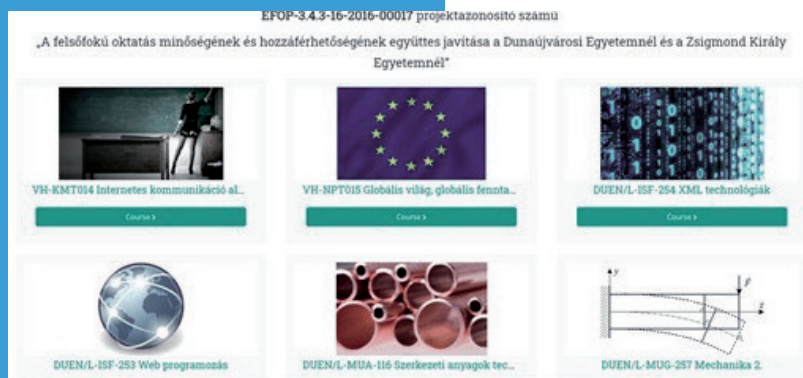 EFOP-3.4.3-16-2016-00017 projektazonosító számú
„A felsőfokú oktatás minőségének és hozzáférhetőségének együttes javítása a Dunaújvárosi Egyetemnél és a Zsigmond Király
Egyetemnél”
VH-KMT014 Internetes kommunikáció al...
VH-NPT015 Globális világ, globális fennta...
DUEN/L-ISF-254 XML technológiák
Course >
Course >
Course >
DUEN/L-ISF-253 Web programozás
DUEN/L-MUA-116 Szerkezeti anyagok tec...
DUEN/L-MUG-257 Mechanika 2.